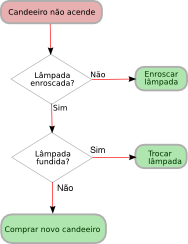 Candeeiro não acende
Lâmpada
enroscada?
Não
Enroscar
lâmpada
Sim
Lâmpada
fundida?
Sim
Trocar
lâmpada
Não
Comprar novo candeeiro